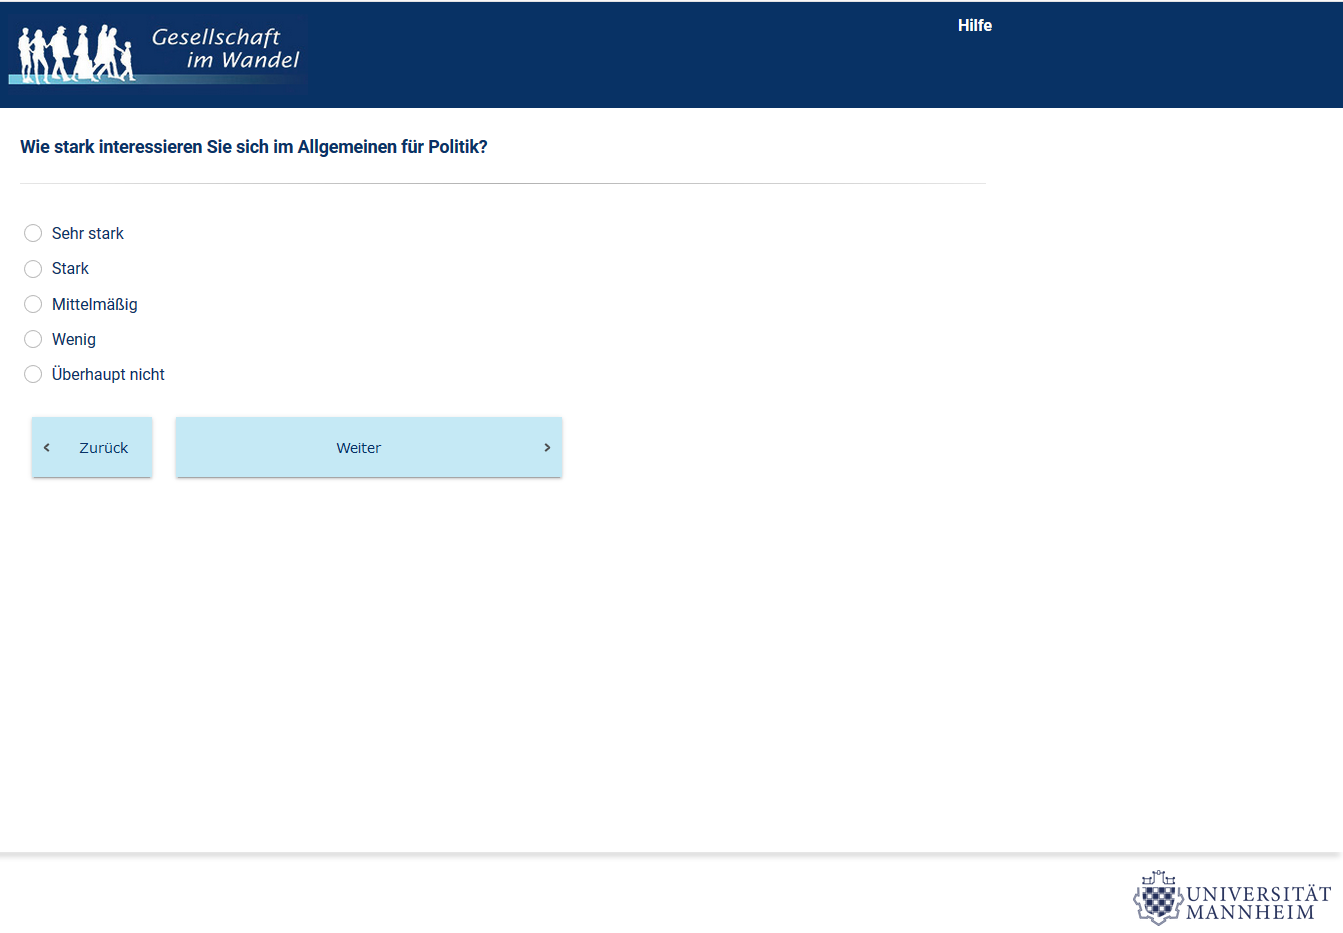 Gesellschaft
im Wandel
Hilfe
Wie stark interessieren Sie sich im Allgemeinen für Politik?
Sehr stark
Stark
Mittelmäßig
Wenig
Überhaupt nicht
Zurück
Weiter
UNIVERSITÄT
MANNHEIM